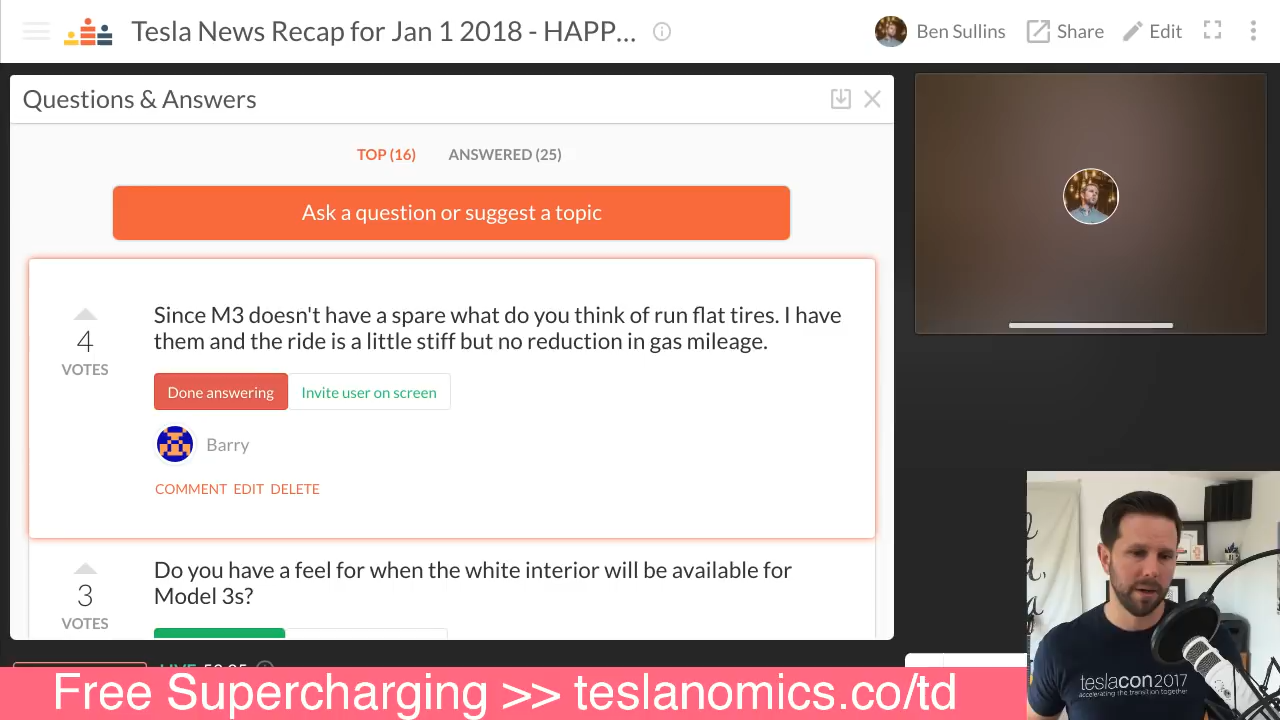 Tesla News Recap for Jan 1 2018 - HAPP...
Ben Sullins
Share
Edit
Questions & Answers
TOP (16)
ANSWERED (25)
Ask a question or suggest a topic
4
VOTES
Since M3 doesn't have a spare what do you think of run flat tires. I have
them and the ride is a little stiff but no reduction in gas mileage.
Done answering
Invite user on screen
Barry
COMMENT EDIT DELETE
3
VOTES
Do you have a feel for when the white interior will be available for
Model 3s?
teslacon2017
accelerating the transition together
Free Supercharging >> teslanomics.co/td